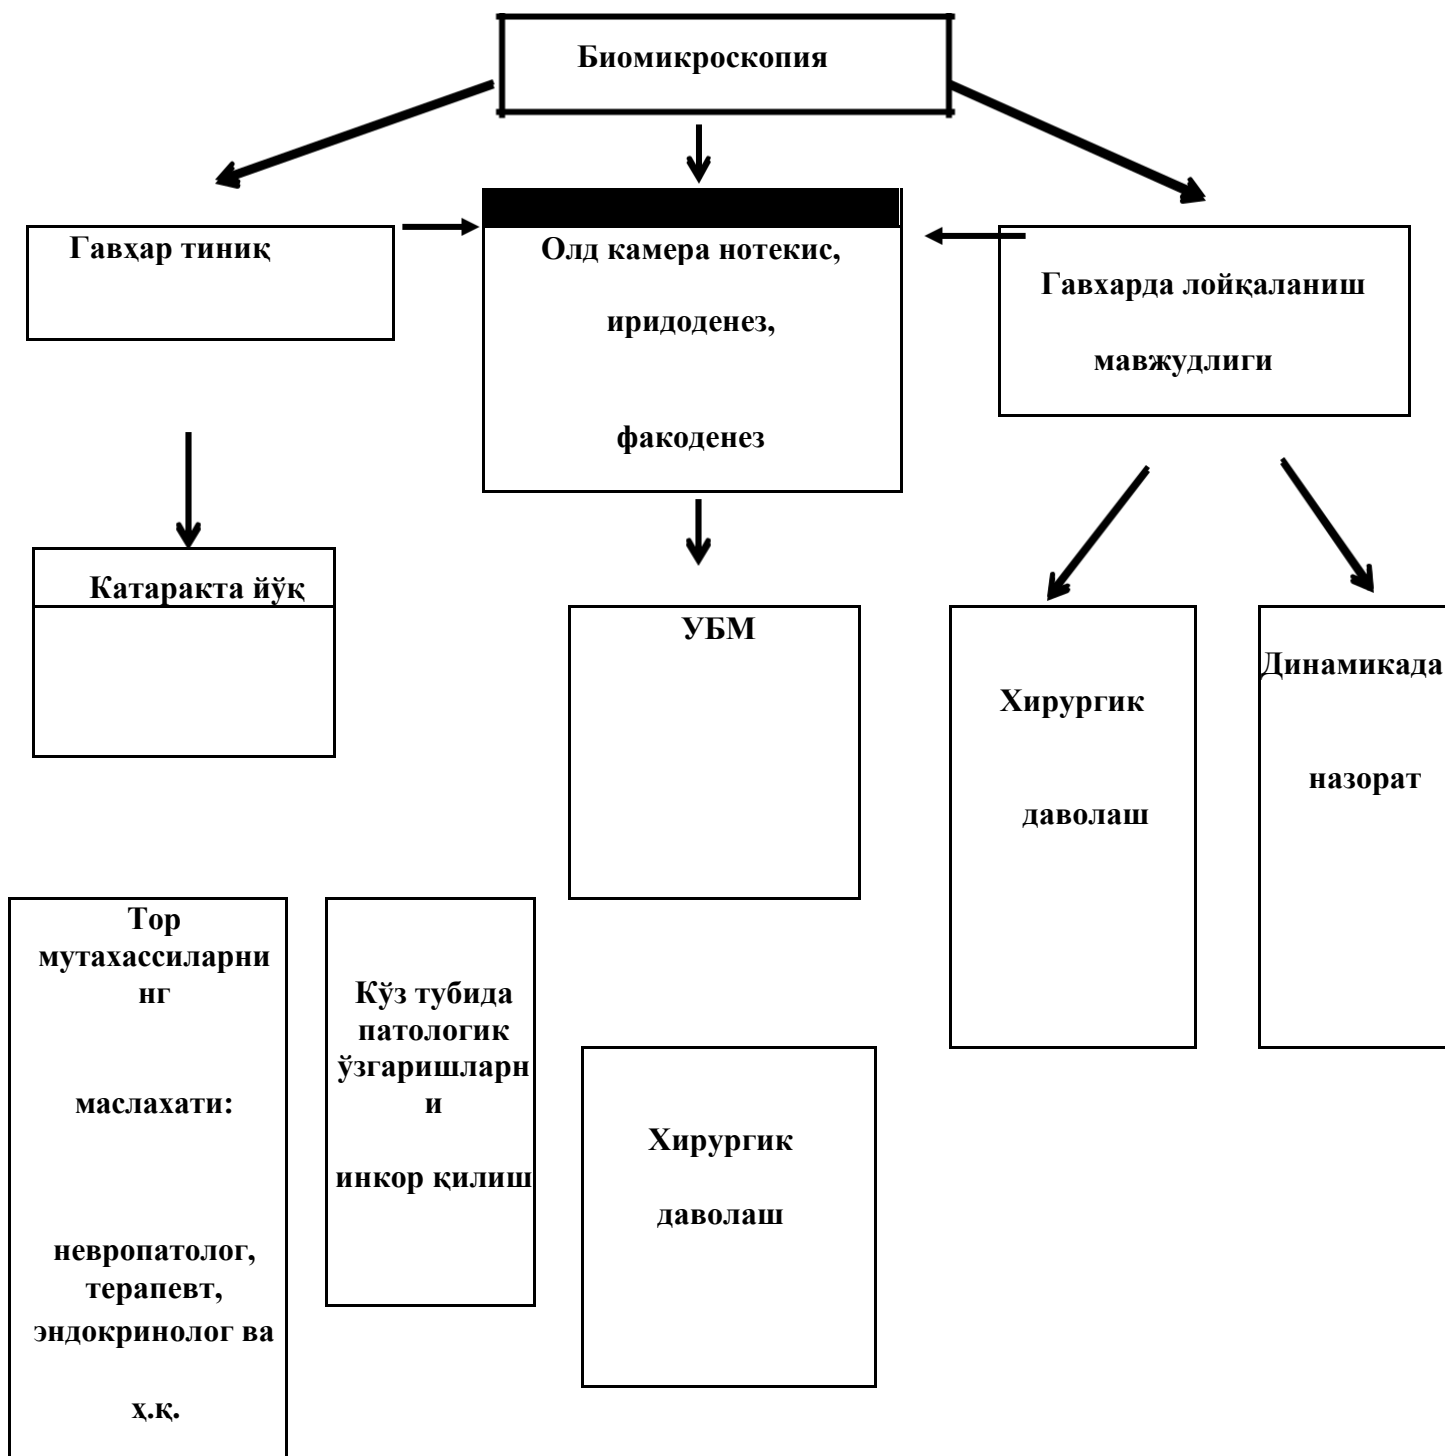 Биомикроскопия
Гавҳар тиниқ
Олд камера нотекис,
иридоденез,
факоденез
Гавхарда лойқаланиш
мавжудлиги
Катаракта йўқ
УБМ
Хирургик
даволаш
Динамикада
назорат
Тор
мутахассиларни
нг
маслахати:
невропатолог,
терапевт,
эндокринолог ва
ҳ.қ.
Кўз тубида
патологик
ўзгаришларн
и
инкор қилиш
Хирургик
даволаш